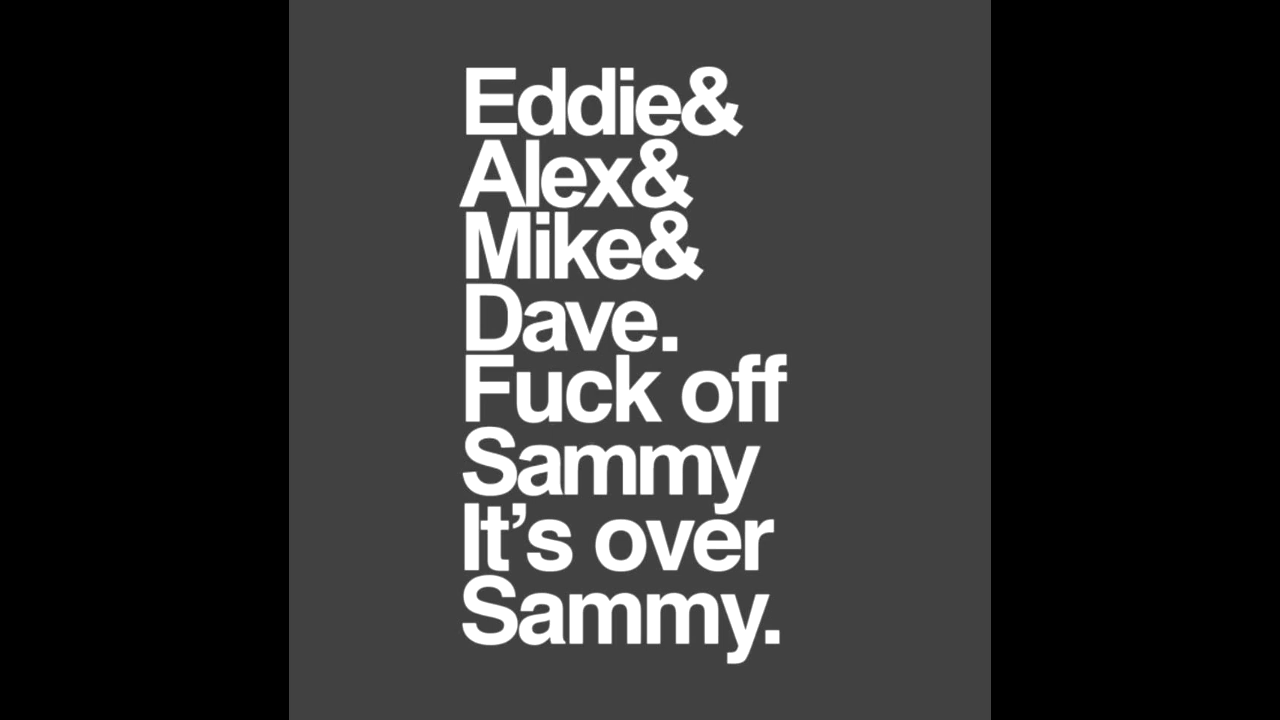 Eddie&
Alex&
Mike&
Dave.
Fuck off
Sammy
It’s over
Sammy.